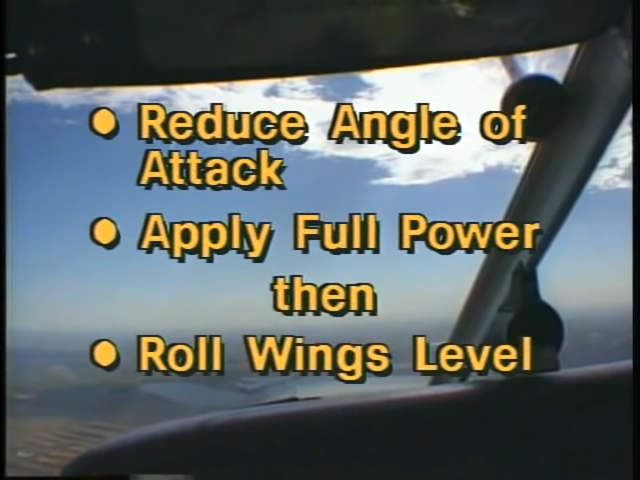 • Reduce Angle of
Attack
• Apply Full Power
then
• Roll Wings Level